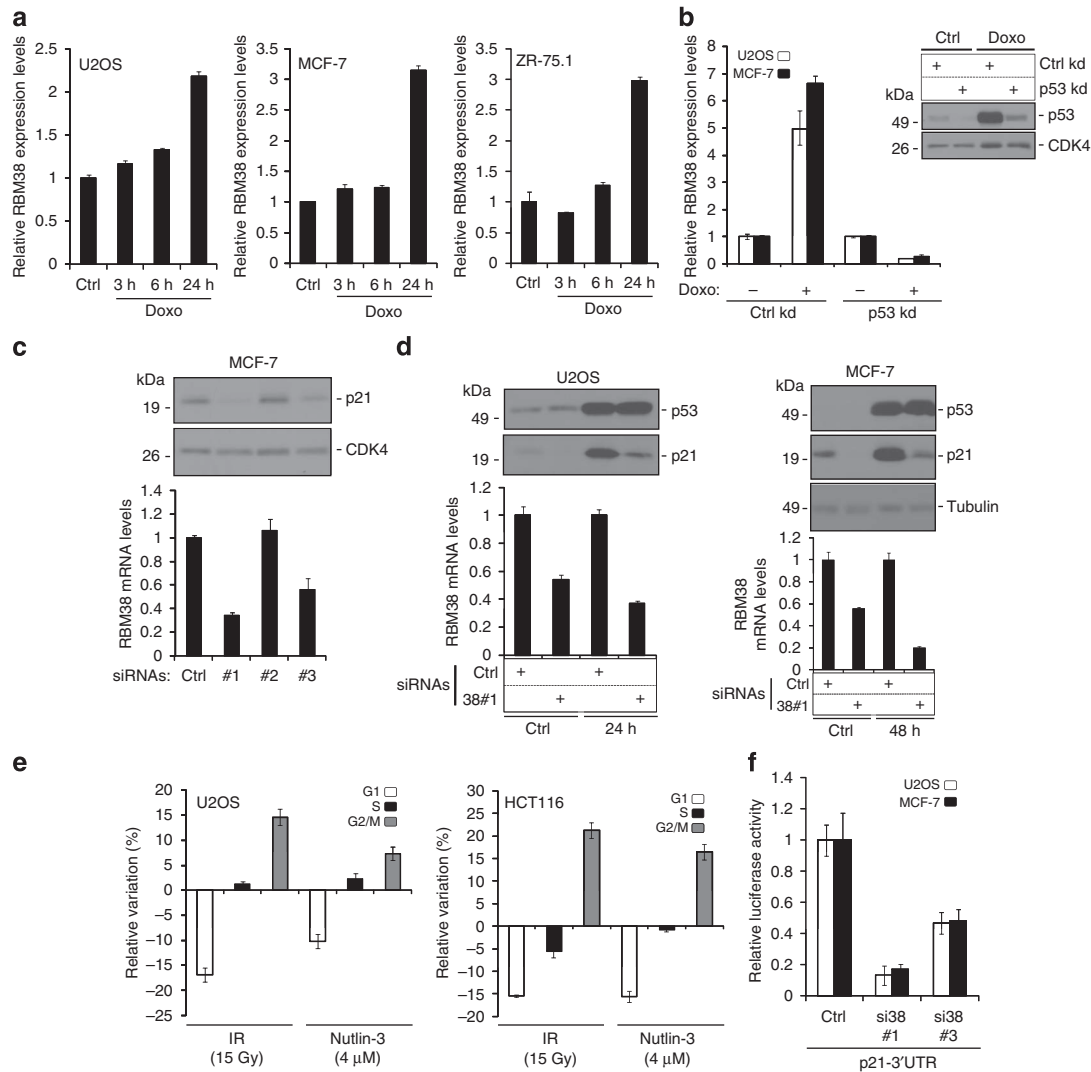 a
Relative RBM38 expression levels
2.5
2
1.5
1
0.5
0
U2OS
Ctrl 3 h 6 h 24 h
Doxo
Relative RBM38 expression levels
3.5
3
2.5
2
1.5
1
0.5
0
MCF-7
Ctrl 3 h 6 h 24 h
Doxo
Relative RBM38 expression levels
3.5
3
2.5
2
1.5
1
0.5
0
ZR-75.1
Ctrl 3 h 6 h 24 h
Doxo
b
Relative RBM38 expression levels
8
7
6
5
4
3
2
1
0
U2OS
MCF-7
Doxo: – + – +
Ctrl kd p53 kd
Ctrl Doxo
+ + Ctrl kd
+ + p53 kd
kDa
49 - - p53
26 - - CDK4
c
MCF-7
kDa
19 - - p21
26 - - CDK4
RBM38 mRNA levels
1.4
1.2
1
0.8
0.6
0.4
0.2
0
siRNAs: Ctrl #1 #2 #3
d
U2OS
kDa
49 - - p53
19 - - p21
RBM38 mRNA levels
1.2
1
0.8
0.6
0.4
0.2
0
siRNAs
Ctrl + +
38#1 + +
Ctrl 24 h
MCF-7
kDa
49 - - p53
19 - - p21
49 - - Tubulin
RBM38
mRNA levels
1.2
1
0.8
0.6
0.4
0.2
0
siRNAs
Ctrl + +
38#1 + +
Ctrl 48 h
e
Relative variation (%)
20
15
10
5
0
–5
–10
–15
–20
–25
U2OS
G1
S
G2/M
IR Nutlin-3
(15 Gy) (4 µM)
Relative variation (%)
30
25
20
15
10
5
0
–5
–10
–15
–20
HCT116
G1
S
G2/M
IR Nutlin-3
(15 Gy) (4 µM)
f
Relative luciferase activity
1.4
1.2
1
0.8
0.6
0.4
0.2
0
U2OS
MCF-7
Ctrl si38 si38
#1 #3
p21-3′UTR